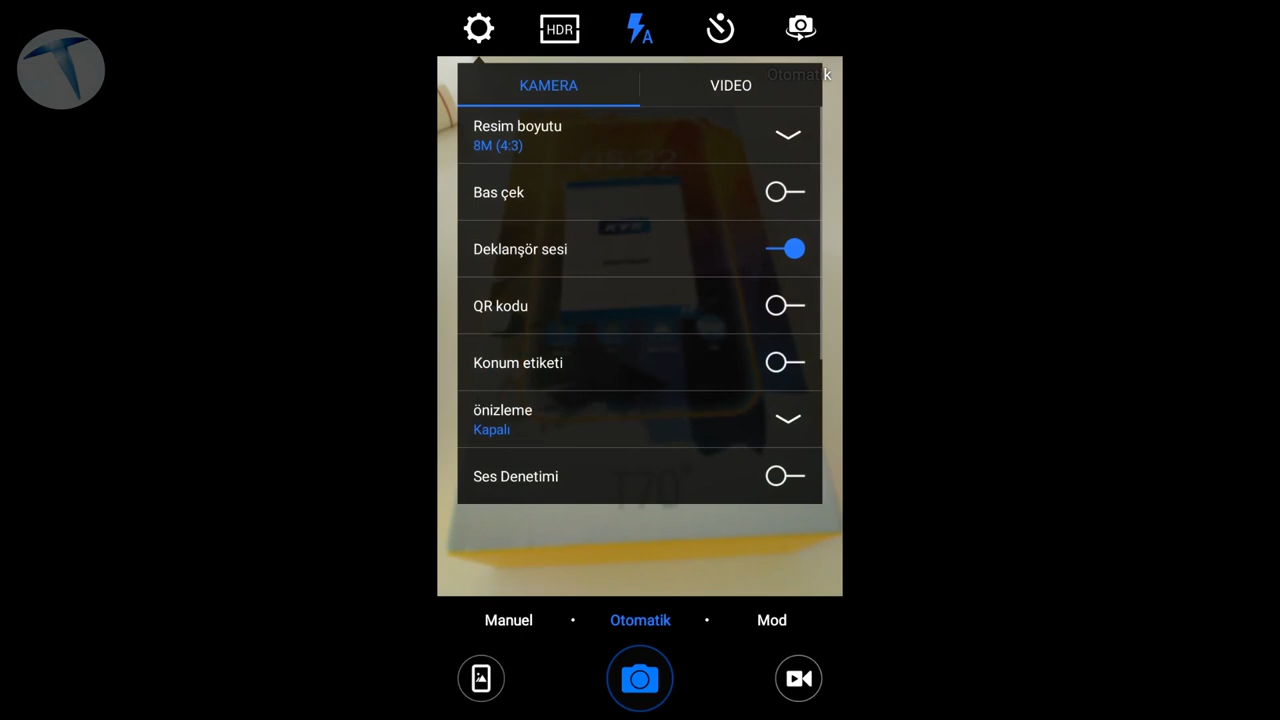 HDR
A
Otomatik
KAMERA
VIDEO
Resim boyutu
8M (4:3)
Bas çek
Deklanşör sesi
QR kodu
Konum etiketi
önizleme
Kapalı
Ses Denetimi
T70
Manuel
Otomatik
Mod